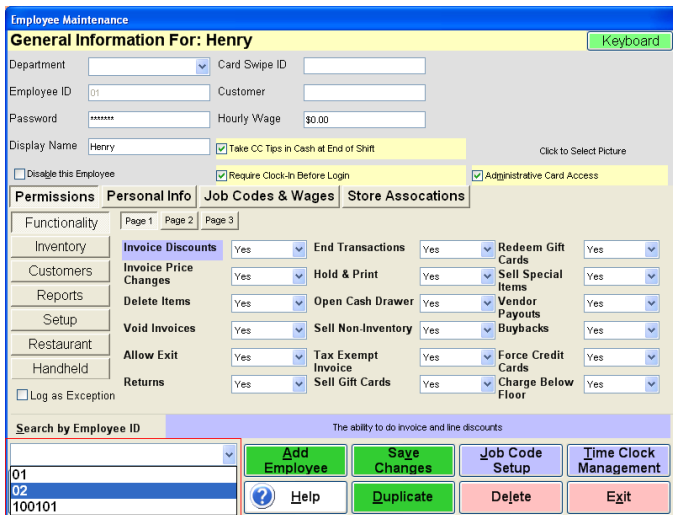 Employee Maintenance
General Information For: Henry
Keyboard
Department
Card Swipe ID
Employee ID
01
Customer
Password
*******
Hourly Wage
$0.00
Display Name
Henry
Take CC Tips in Cash at End of Shift
Click to Select Picture
Disable this Employee
Require Clock-In Before Login
Administrative Card Access
Permissions
Personal Info
Job Codes & Wages
Store Assocations
Functionality
Page 1
Page 2
Page 3
Inventory
Customers
Reports
Setup
Restaurant
Handheld
Log as Exception
Invoice Discounts
Yes
End Transactions
Yes
Redeem Gift
Cards
Yes
Invoice Price
Changes
Yes
Hold & Print
Yes
Sell Special
Items
Yes
Delete Items
Yes
Open Cash Drawer
Yes
Vendor
Payouts
Yes
Void Invoices
Yes
Sell Non-Inventory
Yes
Buybacks
Yes
Allow Exit
Yes
Tax Exempt
Invoice
Yes
Force Credit
Cards
Yes
Returns
Yes
Sell Gift Cards
Yes
Charge Below
Floor
Yes
Search by Employee ID
The ability to do invoice and line discounts
01
02
100101
Add
Employee
Save
Changes
Job Code
Setup
Time Clock
Management
? Help
Duplicate
Delete
Exit